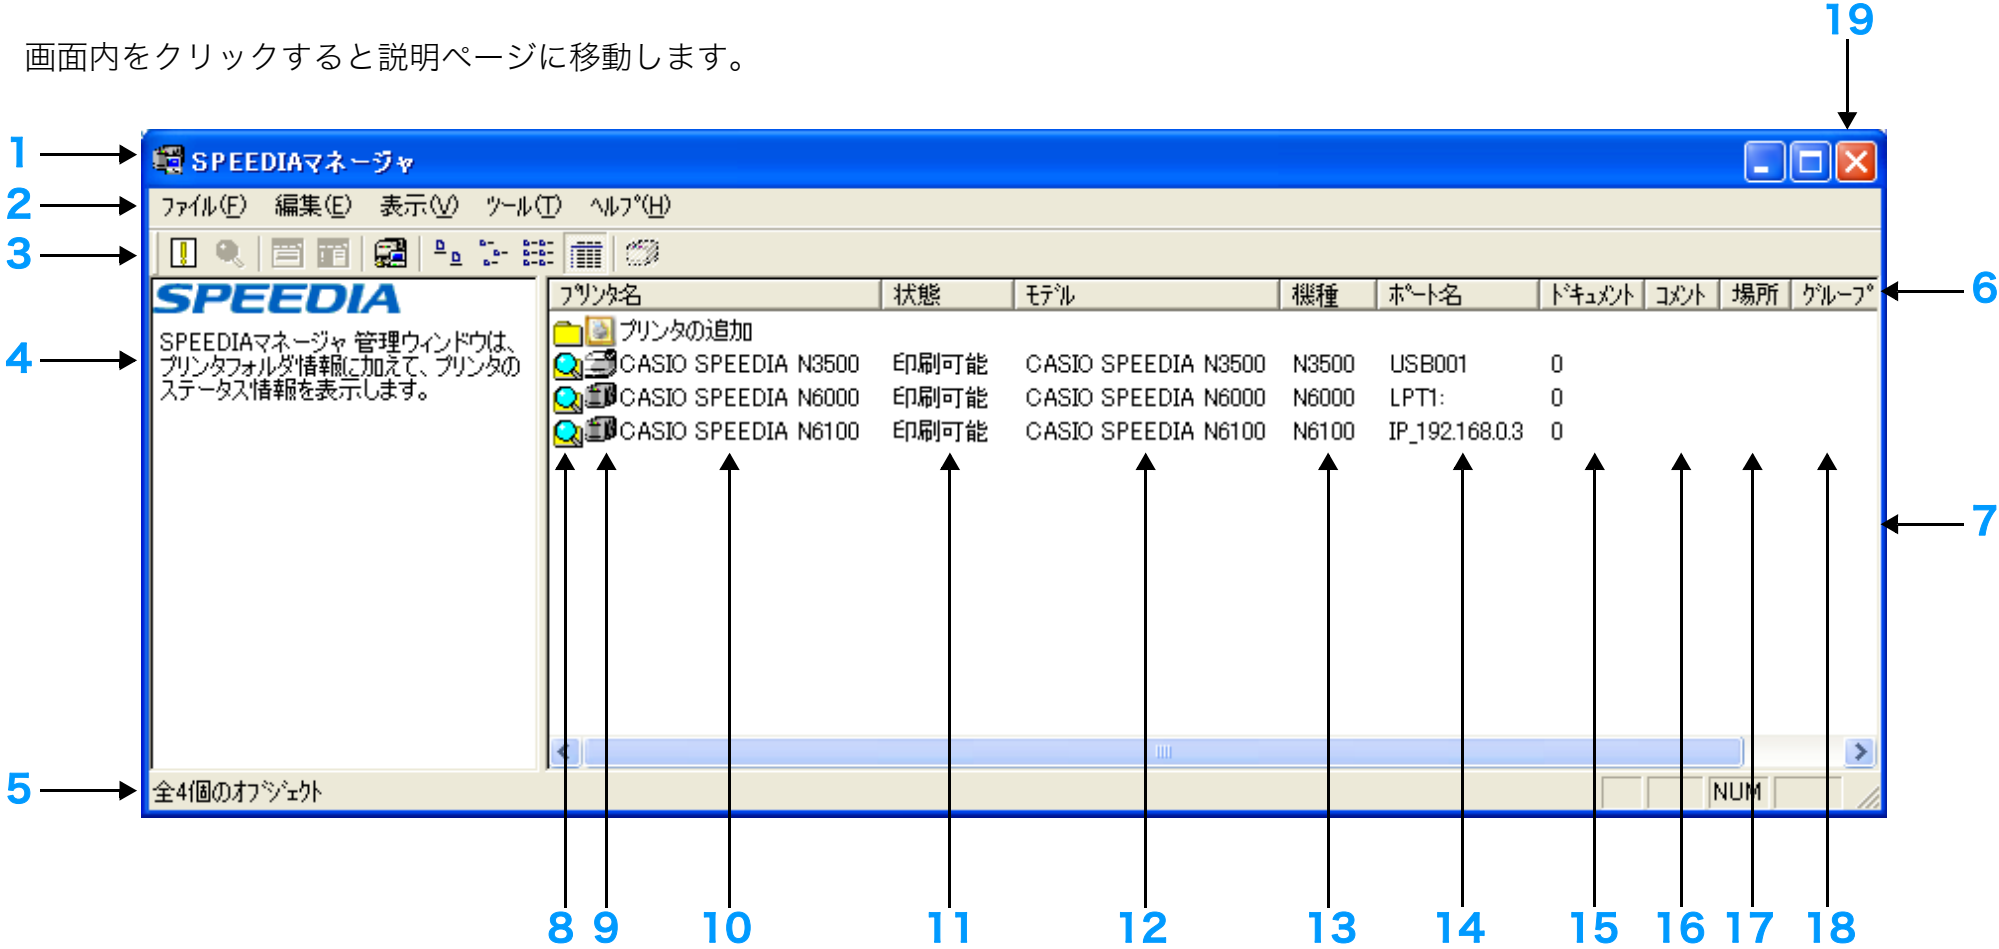 19
画面内をクリックすると説明ページに移動します。
1
SPEEDIAマネージャ
2
ファイル(F) 編集(E) 表示(V) ツール(T) ヘルプ(H)
3
SPEEDIA
プリンタ名 状態 モデル 機種 ポート名 ドキュメント コメント 場所 グループ
6
4
SPEEDIAマネージャ 管理ウィンドウは、
プリンタフォルダ情報に加えて、プリンタの
ステータス情報を表示します。
プリンタの追加
CASIO SPEEDIA N3500 印刷可能 CASIO SPEEDIA N3500 N3500 USB001 0
CASIO SPEEDIA N6000 印刷可能 CASIO SPEEDIA N6000 N6000 LPT1: 0
CASIO SPEEDIA N6100 印刷可能 CASIO SPEEDIA N6100 N6100 IP_192.168.0.3 0
7
5
全4個のオブジェクト
NUM
8 9 10 11 12 13 14 15 16 17 18